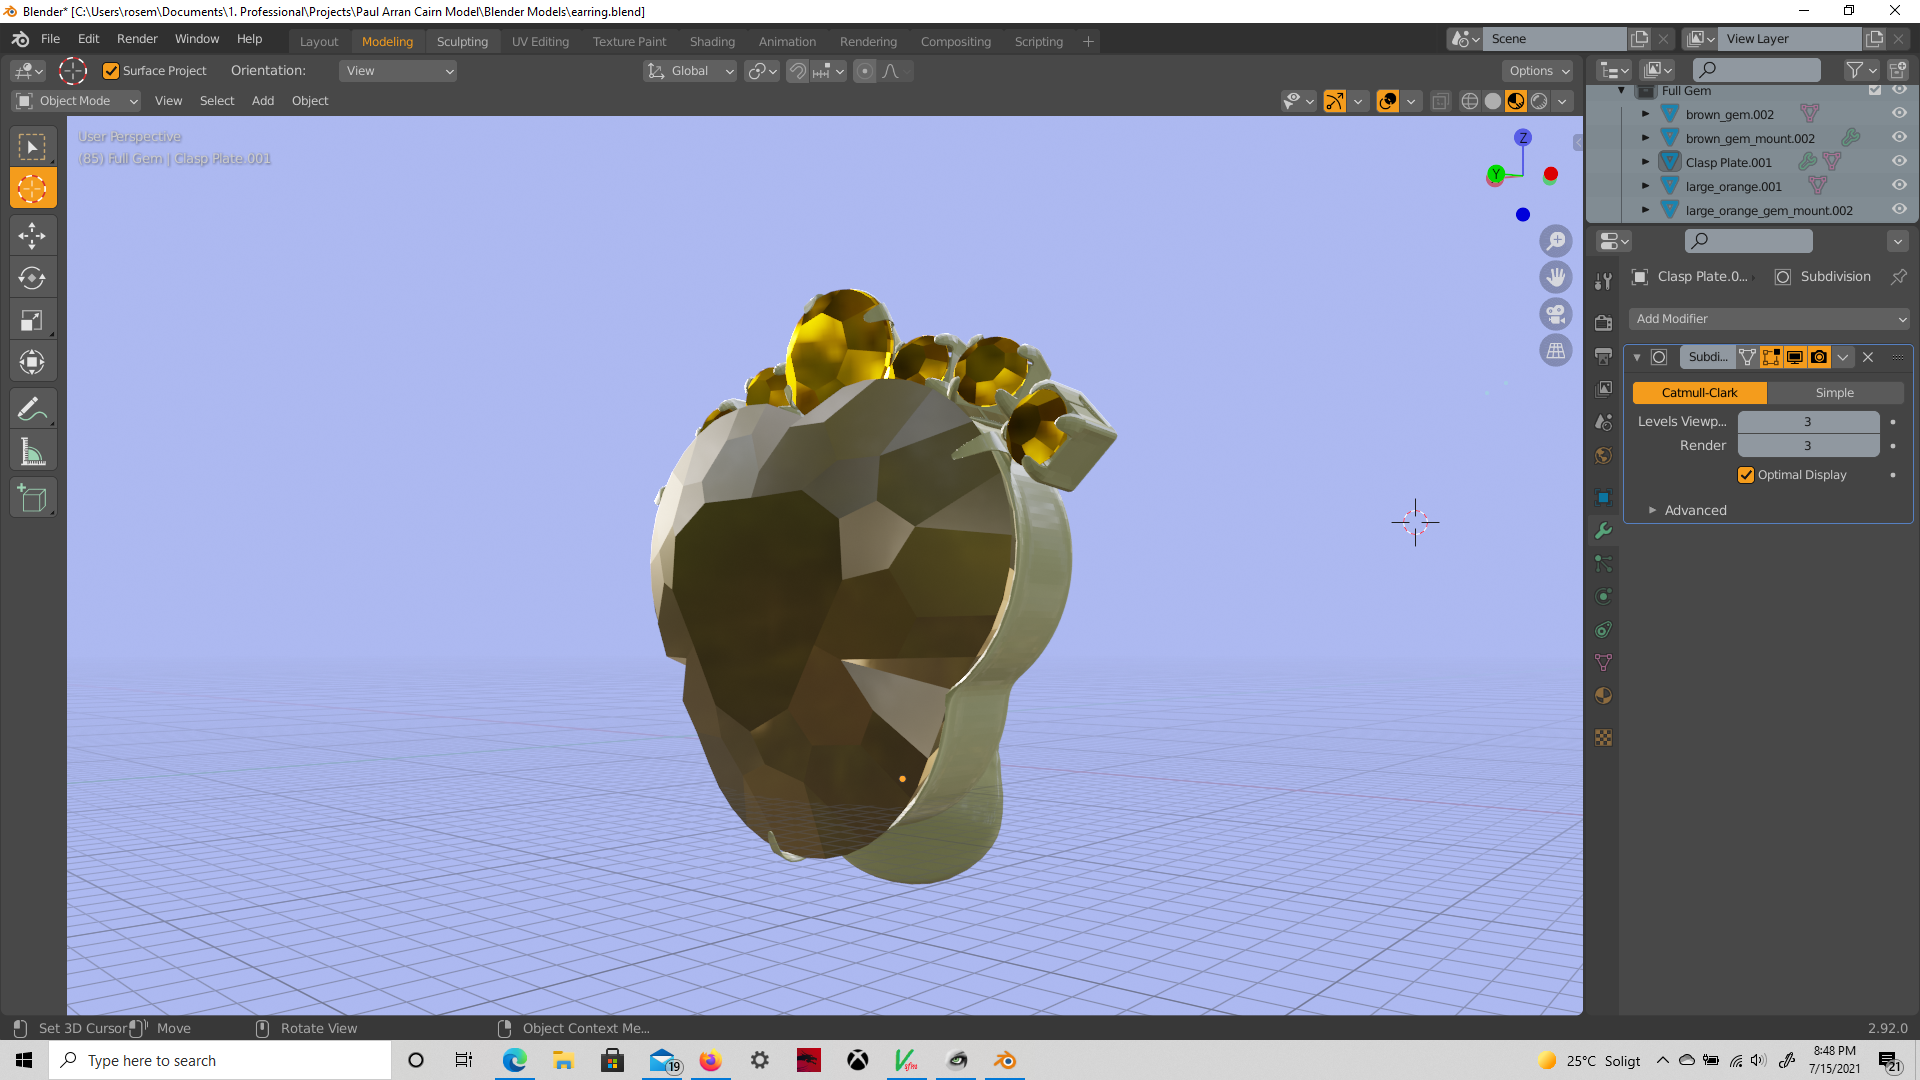 Blender* [C:\Users\rosem\Documents\1. Professional\Projects\Paul Arran Cairn Model\Blender Models\earring.blend]
File Edit Render Window Help Layout Modeling Sculpting UV Editing Texture Paint Shading Animation Rendering Compositing Scripting + Scene View Layer
Surface Project Orientation: View Global Options
Object Mode View Select Add Object
Full Gem
User Perspective
(85) Full Gem | Clasp Plate.001
brown_gem.002
brown_gem_mount.002
Clasp Plate.001
large_orange.001
large_orange_gem_mount.002
Z
Y
Clasp Plate.0... Subdivision
Add Modifier
Subdi...
Catmull-Clark Simple
Levels Viewp... 3
Render 3
Optimal Display
Advanced
Set 3D Cursor Move Rotate View Object Context Me... 2.92.0
Type here to search 19 25°C Soligt 8:48 PM
7/15/2021 21